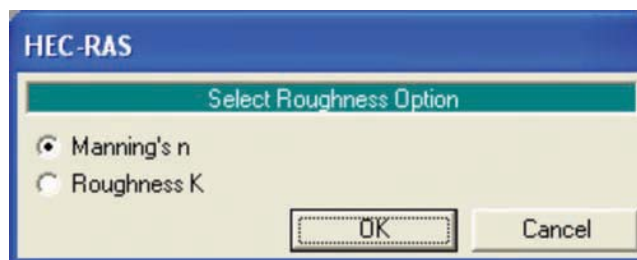 HEC-RAS
Select Roughness Option
Manning's n
Roughness K
OK Cancel